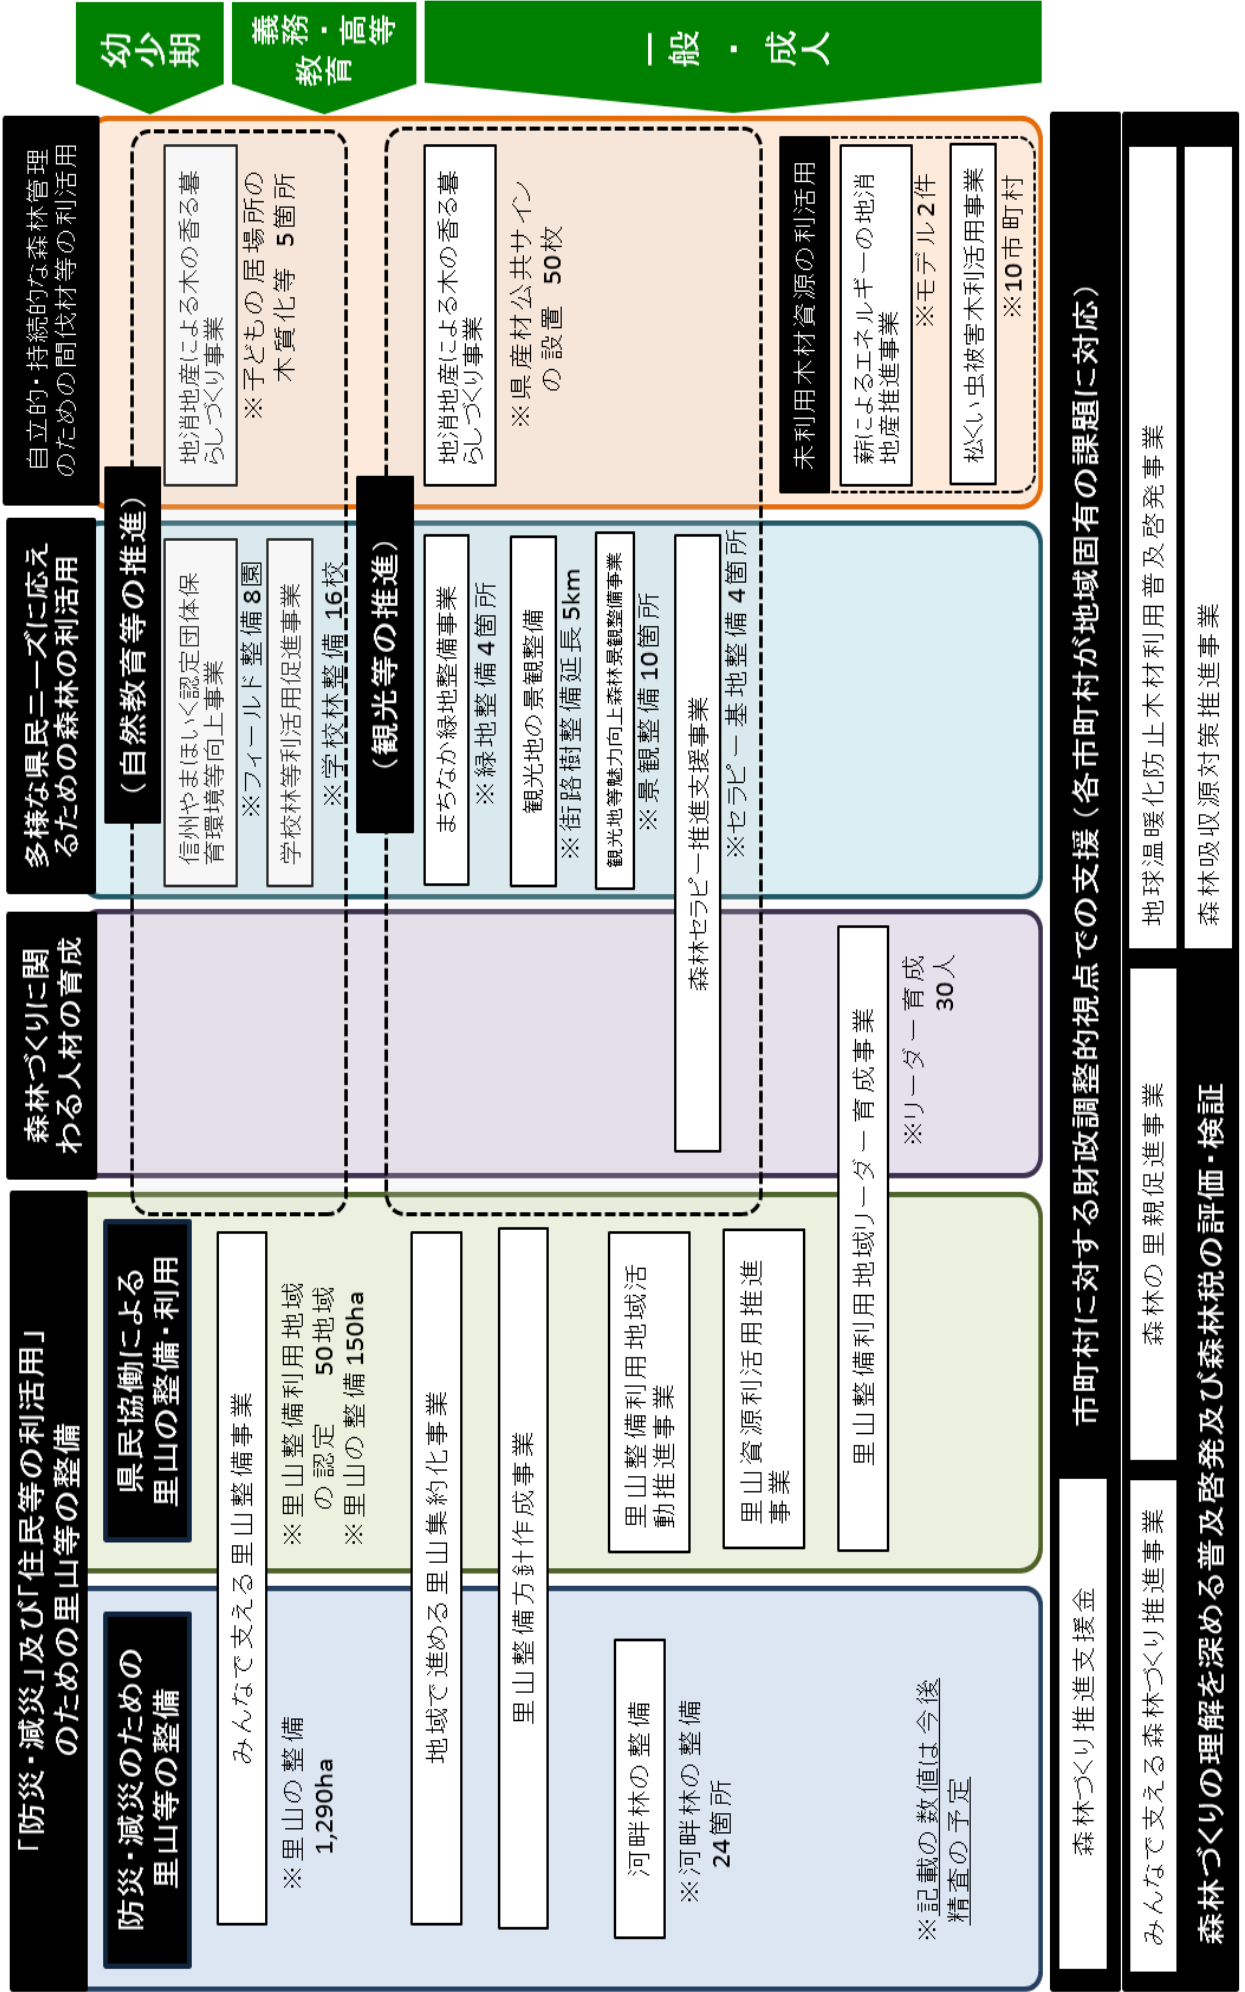 「防災・減災」及び「住民等の利活用」
のための里山等の整備
防災・減災のための
里山等の整備
県民協働による
里山の整備・利用
みんなで支える里山整備事業
※里山の整備
1,290ha
※里山整備利用地域
の認定　50地域
※里山の整備150ha
地域で進める里山集約化事業
里山整備方針作成事業
河畔林の整備
※河畔林の整備
24箇所
里山整備利用地域活
動推進事業
里山資源利活用推進
事業
里山整備利用地域リーダー育成事業
※記載の数値は今後
精査の予定
森林づくりに関
わる人材の育成
※リーダー育成
30人
多様な県民ニーズに応え
るための森林の利活用
（自然教育等の推進）
信州やまほいく認定団体保
育環境等向上事業
※フィールド整備8園
学校林等利活用促進事業
※学校林整備 16校
（観光等の推進）
まちなか緑地整備事業
※緑地整備4箇所
観光地の景観整備
※街路樹整備延長5km
観光地等魅力向上森林景観整備事業
※景観整備10箇所
森林セラピー推進支援事業
※セラピー基地整備4箇所
自立的・持続的な森林管理
のための間伐材等の利活用
地消地産による木の香る暮
らしづくり事業
※子どもの居場所の
木質化等　5箇所
地消地産による木の香る暮
らしづくり事業
※県産材公共サイン
の設置　50枚
未利用木材資源の利活用
薪によるエネルギーの地消
地産推進事業
※モデル2件
松くい虫被害木利活用事業
※10市町村
幼少期
義務・高等
教育
一般・成人
森林づくり推進支援金
市町村に対する財政調整的視点での支援（各市町村が地域固有の課題に対応）
みんなで支える森林づくり推進事業
森林の里親促進事業
地球温暖化防止木材利用普及啓発事業
森林づくりの理解を深める普及啓発及び森林税の評価・検証
森林吸収源対策推進事業